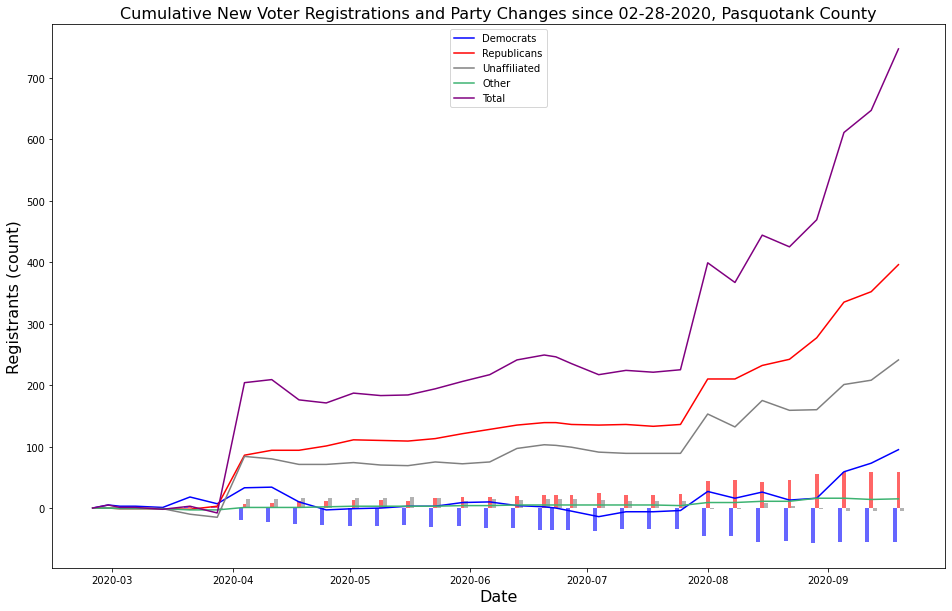 Cumulative New Voter Registrations and Party Changes since 02-28-2020, Pasquotank County
Democrats
Republicans
Unaffiliated
Other
Total
700
600
500
400
300
200
100
0
Registrants (count)
2020-03 2020-04 2020-05 2020-06 2020-07 2020-08 2020-09
Date